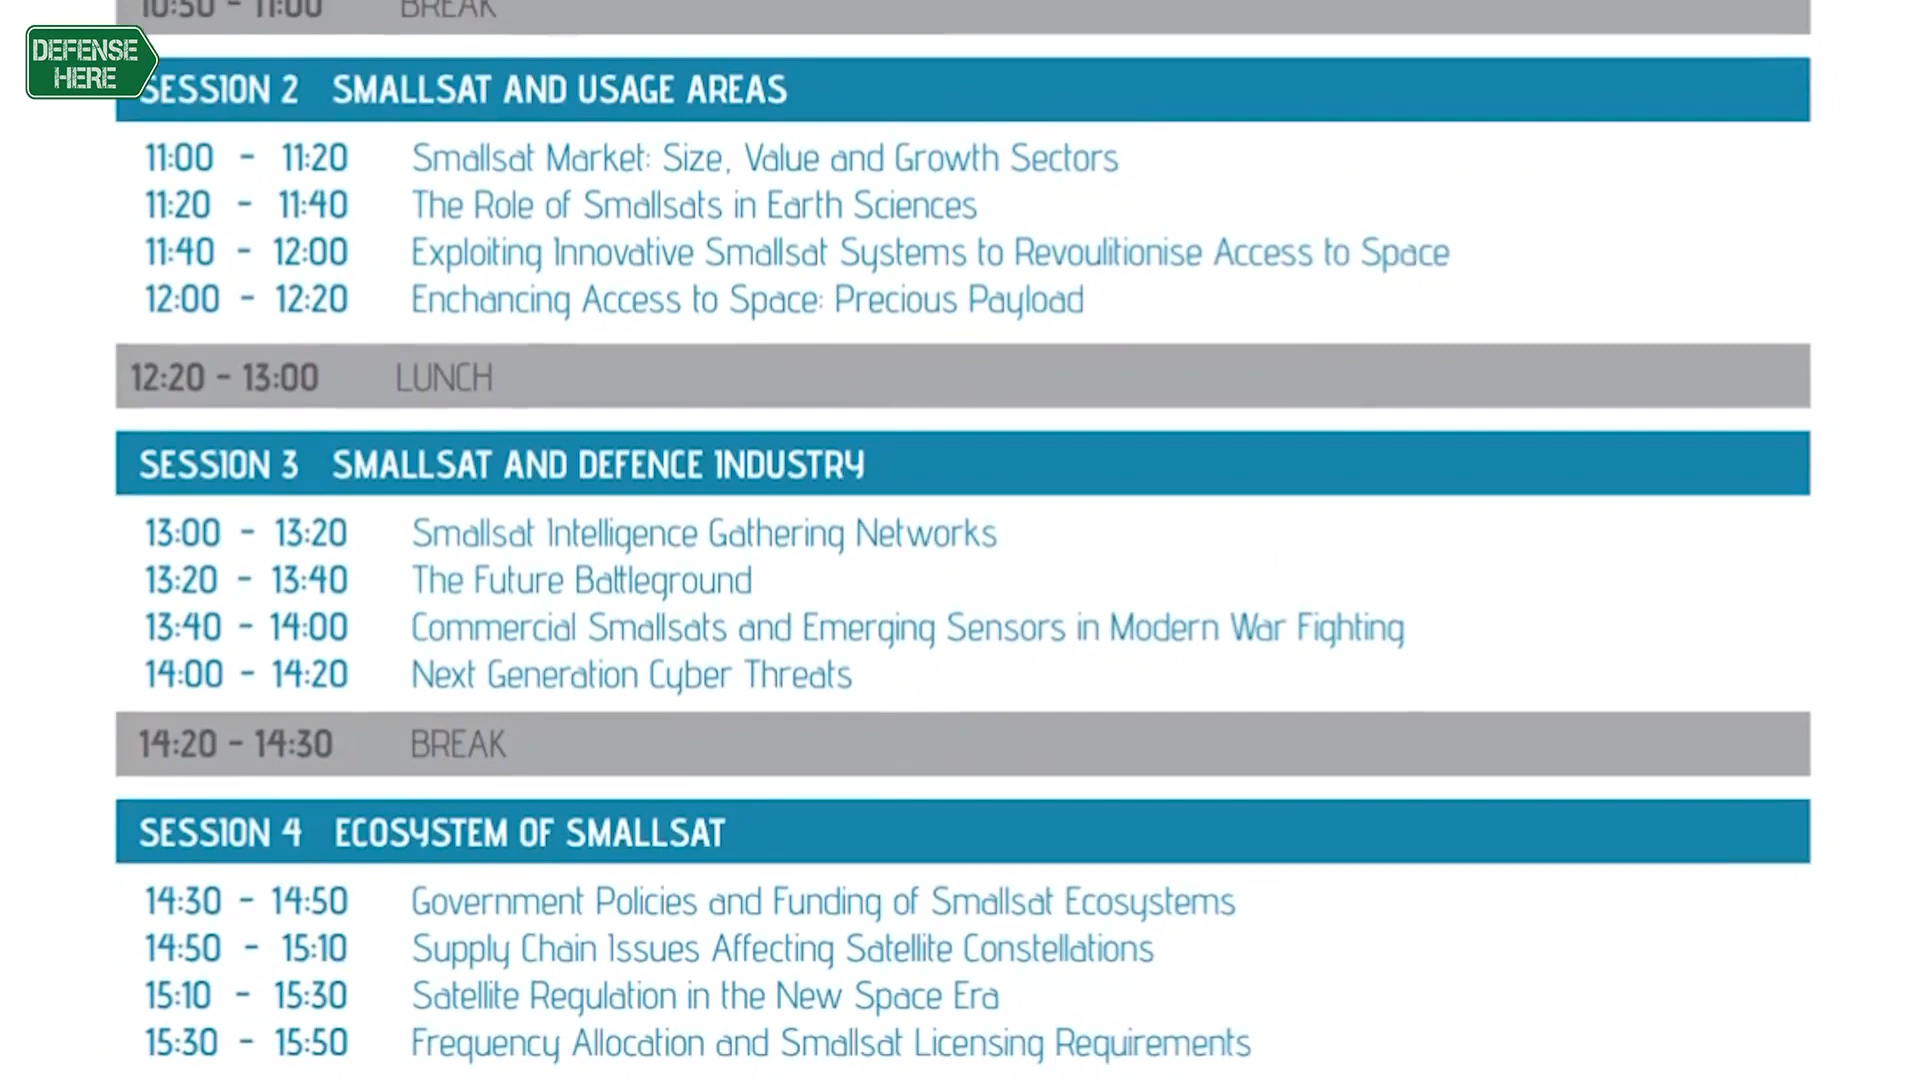 10:50 - 11:00 BREAK
DEFENSE
HERE
SESSION 2 SMALLSAT AND USAGE AREAS
11:00 - 11:20 Smallsat Market: Size, Value and Growth Sectors
11:20 - 11:40 The Role of Smallsats in Earth Sciences
11:40 - 12:00 Exploiting Innovative Smallsat Systems to Revoulitionise Access to Space
12:00 - 12:20 Enchancing Access to Space: Precious Payload
12:20 - 13:00 LUNCH
SESSION 3 SMALLSAT AND DEFENCE INDUSTRY
13:00 - 13:20 Smallsat Intelligence Gathering Networks
13:20 - 13:40 The Future Battleground
13:40 - 14:00 Commercial Smallsats and Emerging Sensors in Modern War Fighting
14:00 - 14:20 Next Generation Cyber Threats
14:20 - 14:30 BREAK
SESSION 4 ECOSYSTEM OF SMALLSAT
14:30 - 14:50 Government Policies and Funding of Smallsat Ecosystems
14:50 - 15:10 Supply Chain Issues Affecting Satellite Constellations
15:10 - 15:30 Satellite Regulation in the New Space Era
15:30 - 15:50 Frequency Allocation and Smallsat Licensing Requirements